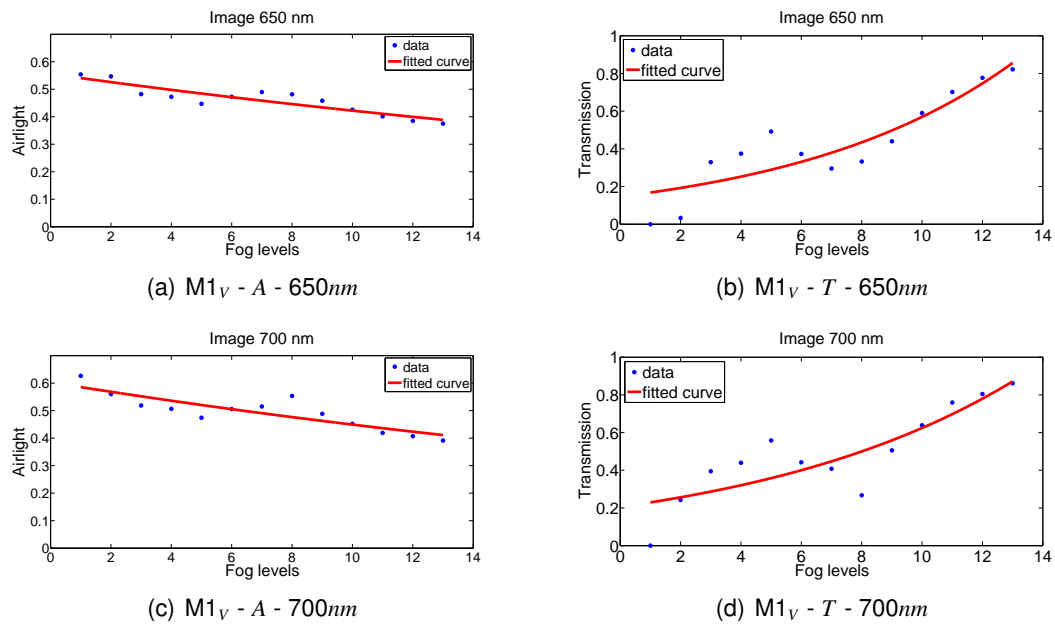 Image 650 nm
data
fitted curve
Airlight
0.6
0.5
0.4
0.3
0.2
0.1
0
0 2 4 6 8 10 12 14
Fog levels
(a) M1V - A - 650nm
Image 650 nm
data
fitted curve
Transmission
1
0.8
0.6
0.4
0.2
0
0 2 4 6 8 10 12 14
Fog levels
(b) M1V - T - 650nm
Image 700 nm
data
fitted curve
Airlight
0.6
0.5
0.4
0.3
0.2
0.1
0
0 2 4 6 8 10 12 14
Fog levels
(c) M1V - A - 700nm
Image 700 nm
data
fitted curve
Transmission
1
0.8
0.6
0.4
0.2
0
0 2 4 6 8 10 12 14
Fog levels
(d) M1V - T - 700nm